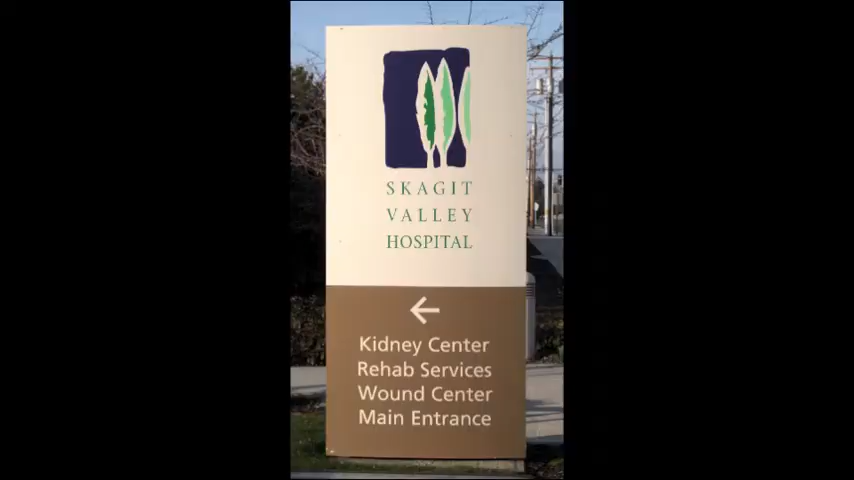 SKAGIT
VALLEY
HOSPITAL
←
Kidney Center
Rehab Services
Wound Center
Main Entrance